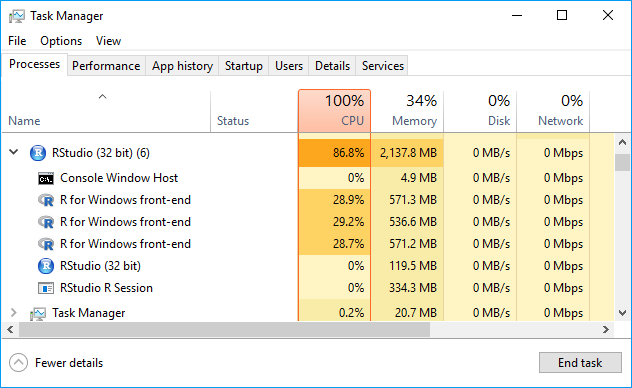 Task Manager
File Options View
Processes Performance App history Startup Users Details Services
100% 34% 0% 0%
Name Status CPU Memory Disk Network
RStudio (32 bit) (6) 86.8% 2,137.8 MB 0 MB/s 0 Mbps
Console Window Host 0% 4.9 MB 0 MB/s 0 Mbps
R for Windows front-end 28.9% 571.3 MB 0 MB/s 0 Mbps
R for Windows front-end 29.2% 536.6 MB 0 MB/s 0 Mbps
R for Windows front-end 28.7% 571.2 MB 0 MB/s 0 Mbps
RStudio (32 bit) 0% 119.5 MB 0 MB/s 0 Mbps
RStudio R Session 0% 334.3 MB 0 MB/s 0 Mbps
Task Manager 0.2% 20.7 MB 0 MB/s 0 Mbps
Fewer details End task